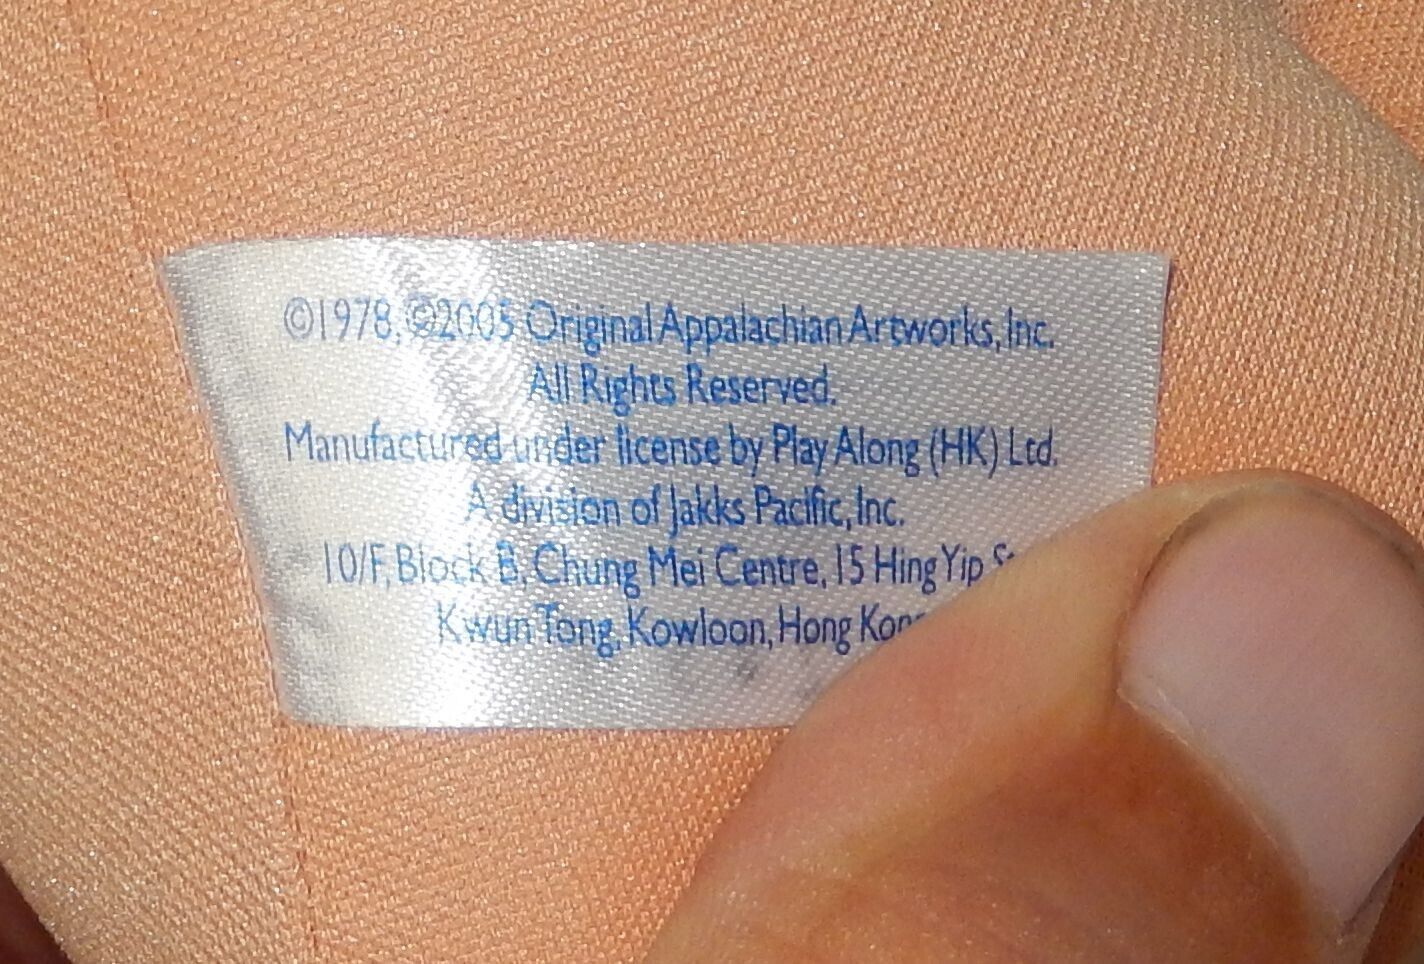 ©1978, ©2005 Original Appalachian Artworks, Inc.
All Rights Reserved.
Manufactured under license by Play Along (HK) Ltd.
A division of Jakks Pacific, Inc.
10/F, Block B, Chung Mei Centre, 15 Hing Yip
Kwun Tong, Kowloon, Hong